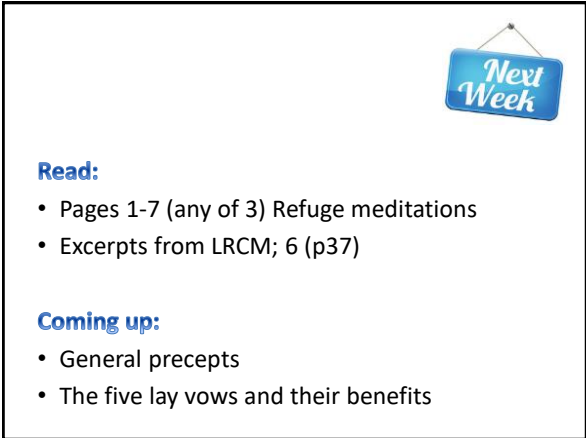 Next
Week
Read:
• Pages 1-7 (any of 3) Refuge meditations
• Excerpts from LRCM; 6 (p37)
Coming up:
• General precepts
• The five lay vows and their benefits